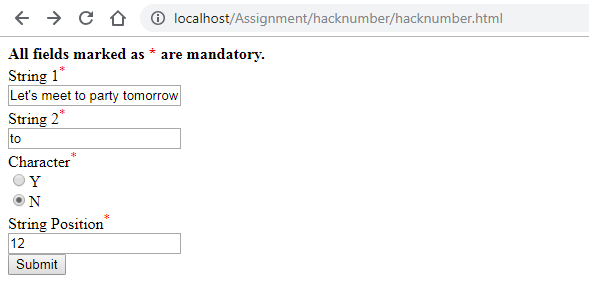 localhost/Assignment/hacknumber/hacknumber.html
All fields marked as * are mandatory.
String 1*
Let's meet to party tomorrow
String 2*
to
Character*
Y
N
String Position*
12
Submit